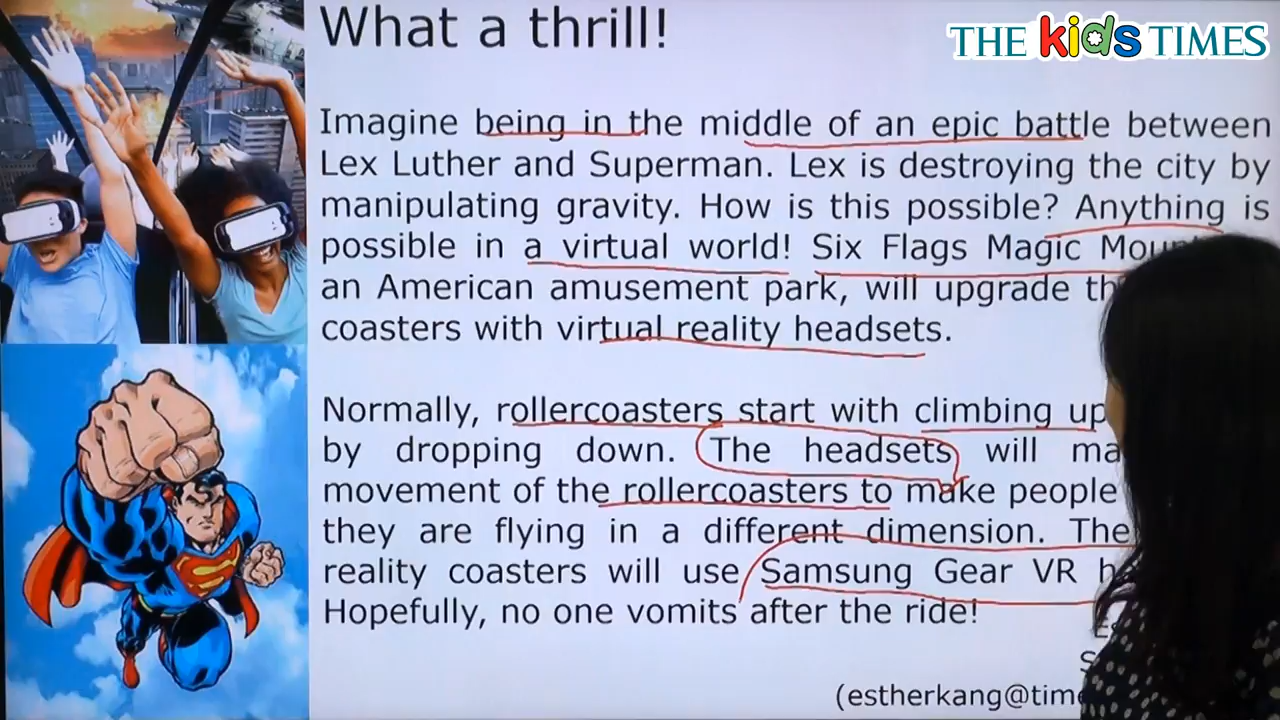 What a thrill!
THE kids TIMES
Imagine being in the middle of an epic battle between
Lex Luther and Superman. Lex is destroying the city by
manipulating gravity. How is this possible? Anything is
possible in a virtual world! Six Flags Magic
an American amusement park, will upgrade
coasters with virtual reality headsets.
Normally, rollercoasters start with climbing up
by dropping down. The headsets will
movement of the rollercoasters to make people
they are flying in a different dimension. The
reality coasters will use Samsung Gear VR
Hopefully, no one vomits after the ride!
(estherkang@time